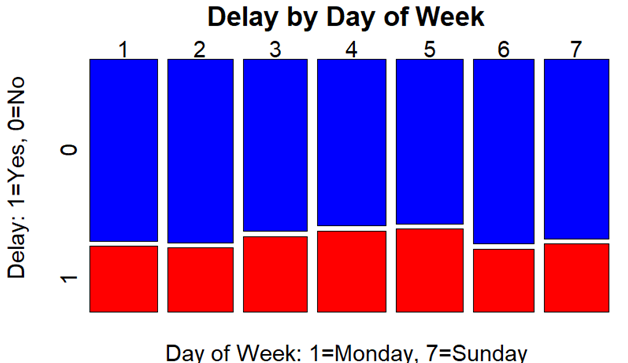 Delay by Day of Week
1 2 3 4 5 6 7
Delay: 1=Yes, 0=No
0
1
Day of Week: 1=Monday, 7=Sunday